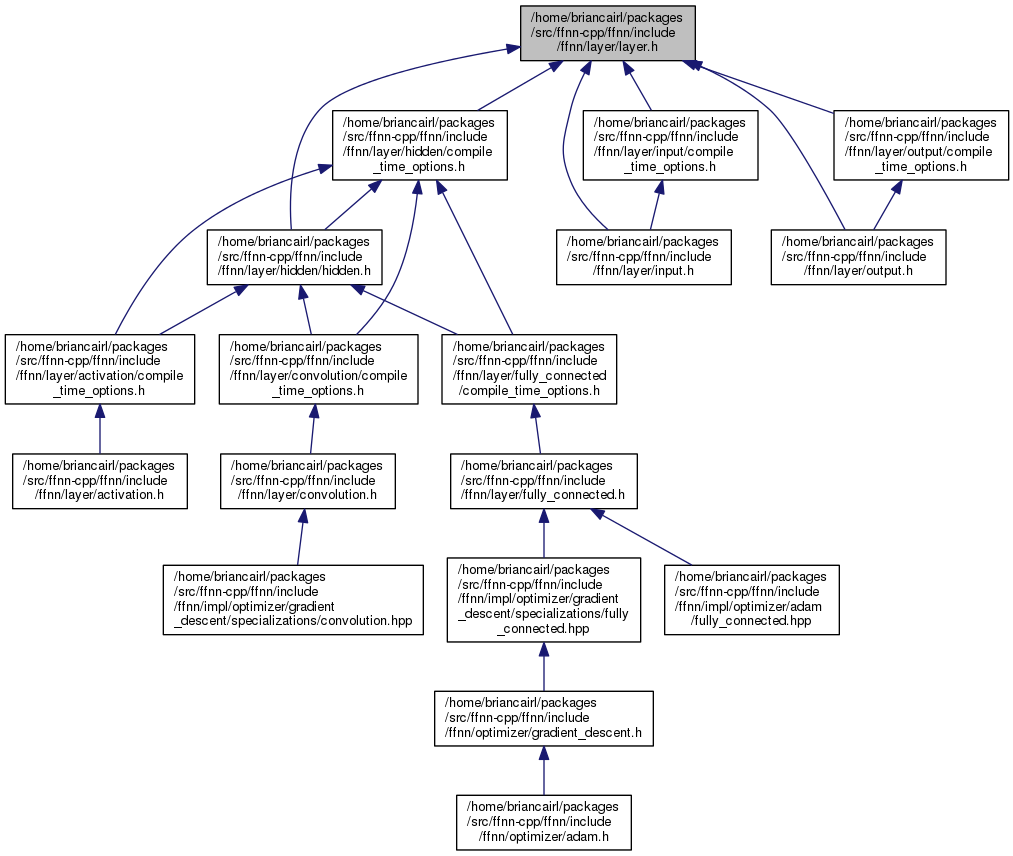 /home/briancairl/packages
/src/ffnn-cpp/ffnn/include
/ffnn/layer/layer.h
/home/briancairl/packages
/src/ffnn-cpp/ffnn/include
/ffnn/layer/hidden/compile
_time_options.h
/home/briancairl/packages
/src/ffnn-cpp/ffnn/include
/ffnn/layer/input/compile
_time_options.h
/home/briancairl/packages
/src/ffnn-cpp/ffnn/include
/ffnn/layer/output/compile
_time_options.h
/home/briancairl/packages
/src/ffnn-cpp/ffnn/include
/ffnn/layer/hidden/hidden.h
/home/briancairl/packages
/src/ffnn-cpp/ffnn/include
/ffnn/layer/input.h
/home/briancairl/packages
/src/ffnn-cpp/ffnn/include
/ffnn/layer/output.h
/home/briancairl/packages
/src/ffnn-cpp/ffnn/include
/ffnn/layer/activation/compile
_time_options.h
/home/briancairl/packages
/src/ffnn-cpp/ffnn/include
/ffnn/layer/convolution/compile
_time_options.h
/home/briancairl/packages
/src/ffnn-cpp/ffnn/include
/ffnn/layer/fully_connected
/compile_time_options.h
/home/briancairl/packages
/src/ffnn-cpp/ffnn/include
/ffnn/layer/activation.h
/home/briancairl/packages
/src/ffnn-cpp/ffnn/include
/ffnn/layer/convolution.h
/home/briancairl/packages
/src/ffnn-cpp/ffnn/include
/ffnn/layer/fully_connected.h
/home/briancairl/packages
/src/ffnn-cpp/ffnn/include
/ffnn/impl/optimizer/gradient
_descent/specializations/convolution.hpp
/home/briancairl/packages
/src/ffnn-cpp/ffnn/include
/ffnn/impl/optimizer/gradient
_descent/specializations/fully
_connected.hpp
/home/briancairl/packages
/src/ffnn-cpp/ffnn/include
/ffnn/impl/optimizer/adam
/fully_connected.hpp
/home/briancairl/packages
/src/ffnn-cpp/ffnn/include
/ffnn/optimizer/gradient_descent.h
/home/briancairl/packages
/src/ffnn-cpp/ffnn/include
/ffnn/optimizer/adam.h